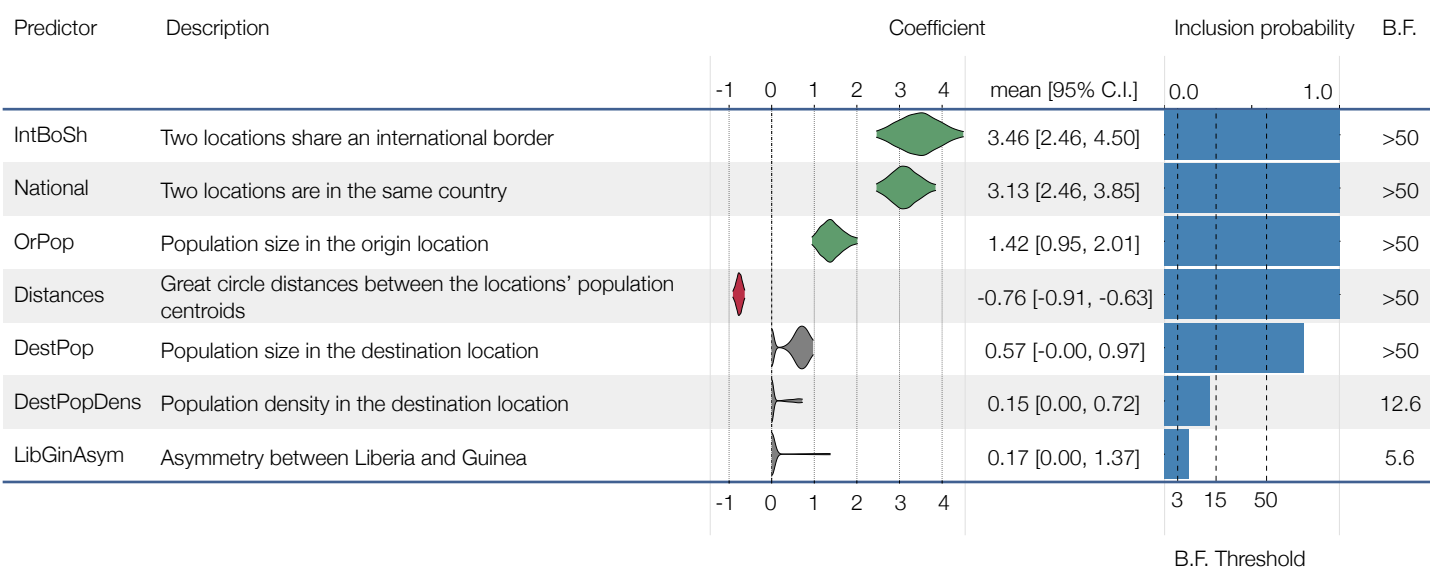 Predictor Description Coefficient Inclusion probability B.F.
-1 0 1 2 3 4 mean [95% C.I.] 0.0 1.0
IntBoSh Two locations share an international border 3.46 [2.46, 4.50] >50
National Two locations are in the same country 3.13 [2.46, 3.85] >50
OrPop Population size in the origin location 1.42 [0.95, 2.01] >50
Distances Great circle distances between the locations’ population
centroids -0.76 [-0.91, -0.63] >50
DestPop Population size in the destination location 0.57 [-0.00, 0.97] >50
DestPopDens Population density in the destination location 0.15 [0.00, 0.72] 12.6
LibGinAsym Asymmetry between Liberia and Guinea 0.17 [0.00, 1.37] 5.6
-1 0 1 2 3 4 3 15 50
B.F. Threshold